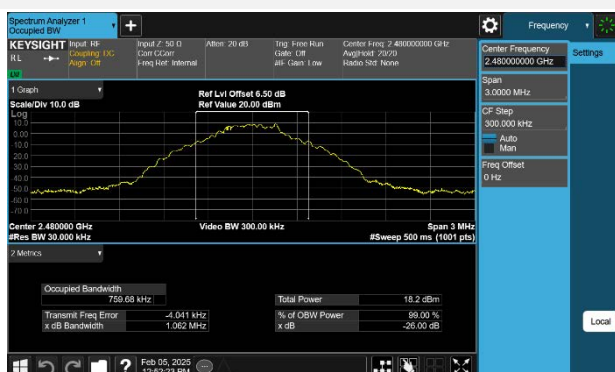 Spectrum Analyzer 1
Occupied BW
Frequency
KEYSIGHT
Input: RF
Coupling: DC
Align: Off
Input Z: 50 Ω
Corr CCorr
Freq Ref: Internal
Atten: 20 dB
Trig: Free Run
Gate: Off
#IF Gain: Low
Center Freq: 2.480000000 GHz
Avg|Hold: 20/20
Radio Std: None
RL
Center Frequency
2.480000000 GHz
Settings
Span
3.0000 MHz
CF Step
300.000 kHz
Auto
Man
Freq Offset
0 Hz
1 Graph
Scale/Div 10.0 dB
Ref Lvl Offset 6.50 dB
Ref Value 20.00 dBm
Log
10.0
0.00
-10.0
-20.0
-30.0
-40.0
-50.0
-60.0
-70.0
Center 2.480000 GHz
#Res BW 30.000 kHz
Video BW 300.00 kHz
Span 3 MHz
#Sweep 500 ms (1001 pts)
2 Metrics
Occupied Bandwidth
759.68 kHz
Total Power
18.2 dBm
Transmit Freq Error
-4.041 kHz
% of OBW Power
99.00 %
x dB Bandwidth
1.062 MHz
x dB
-26.00 dB
Local
?
Feb 05, 2025
12:52:23 PM